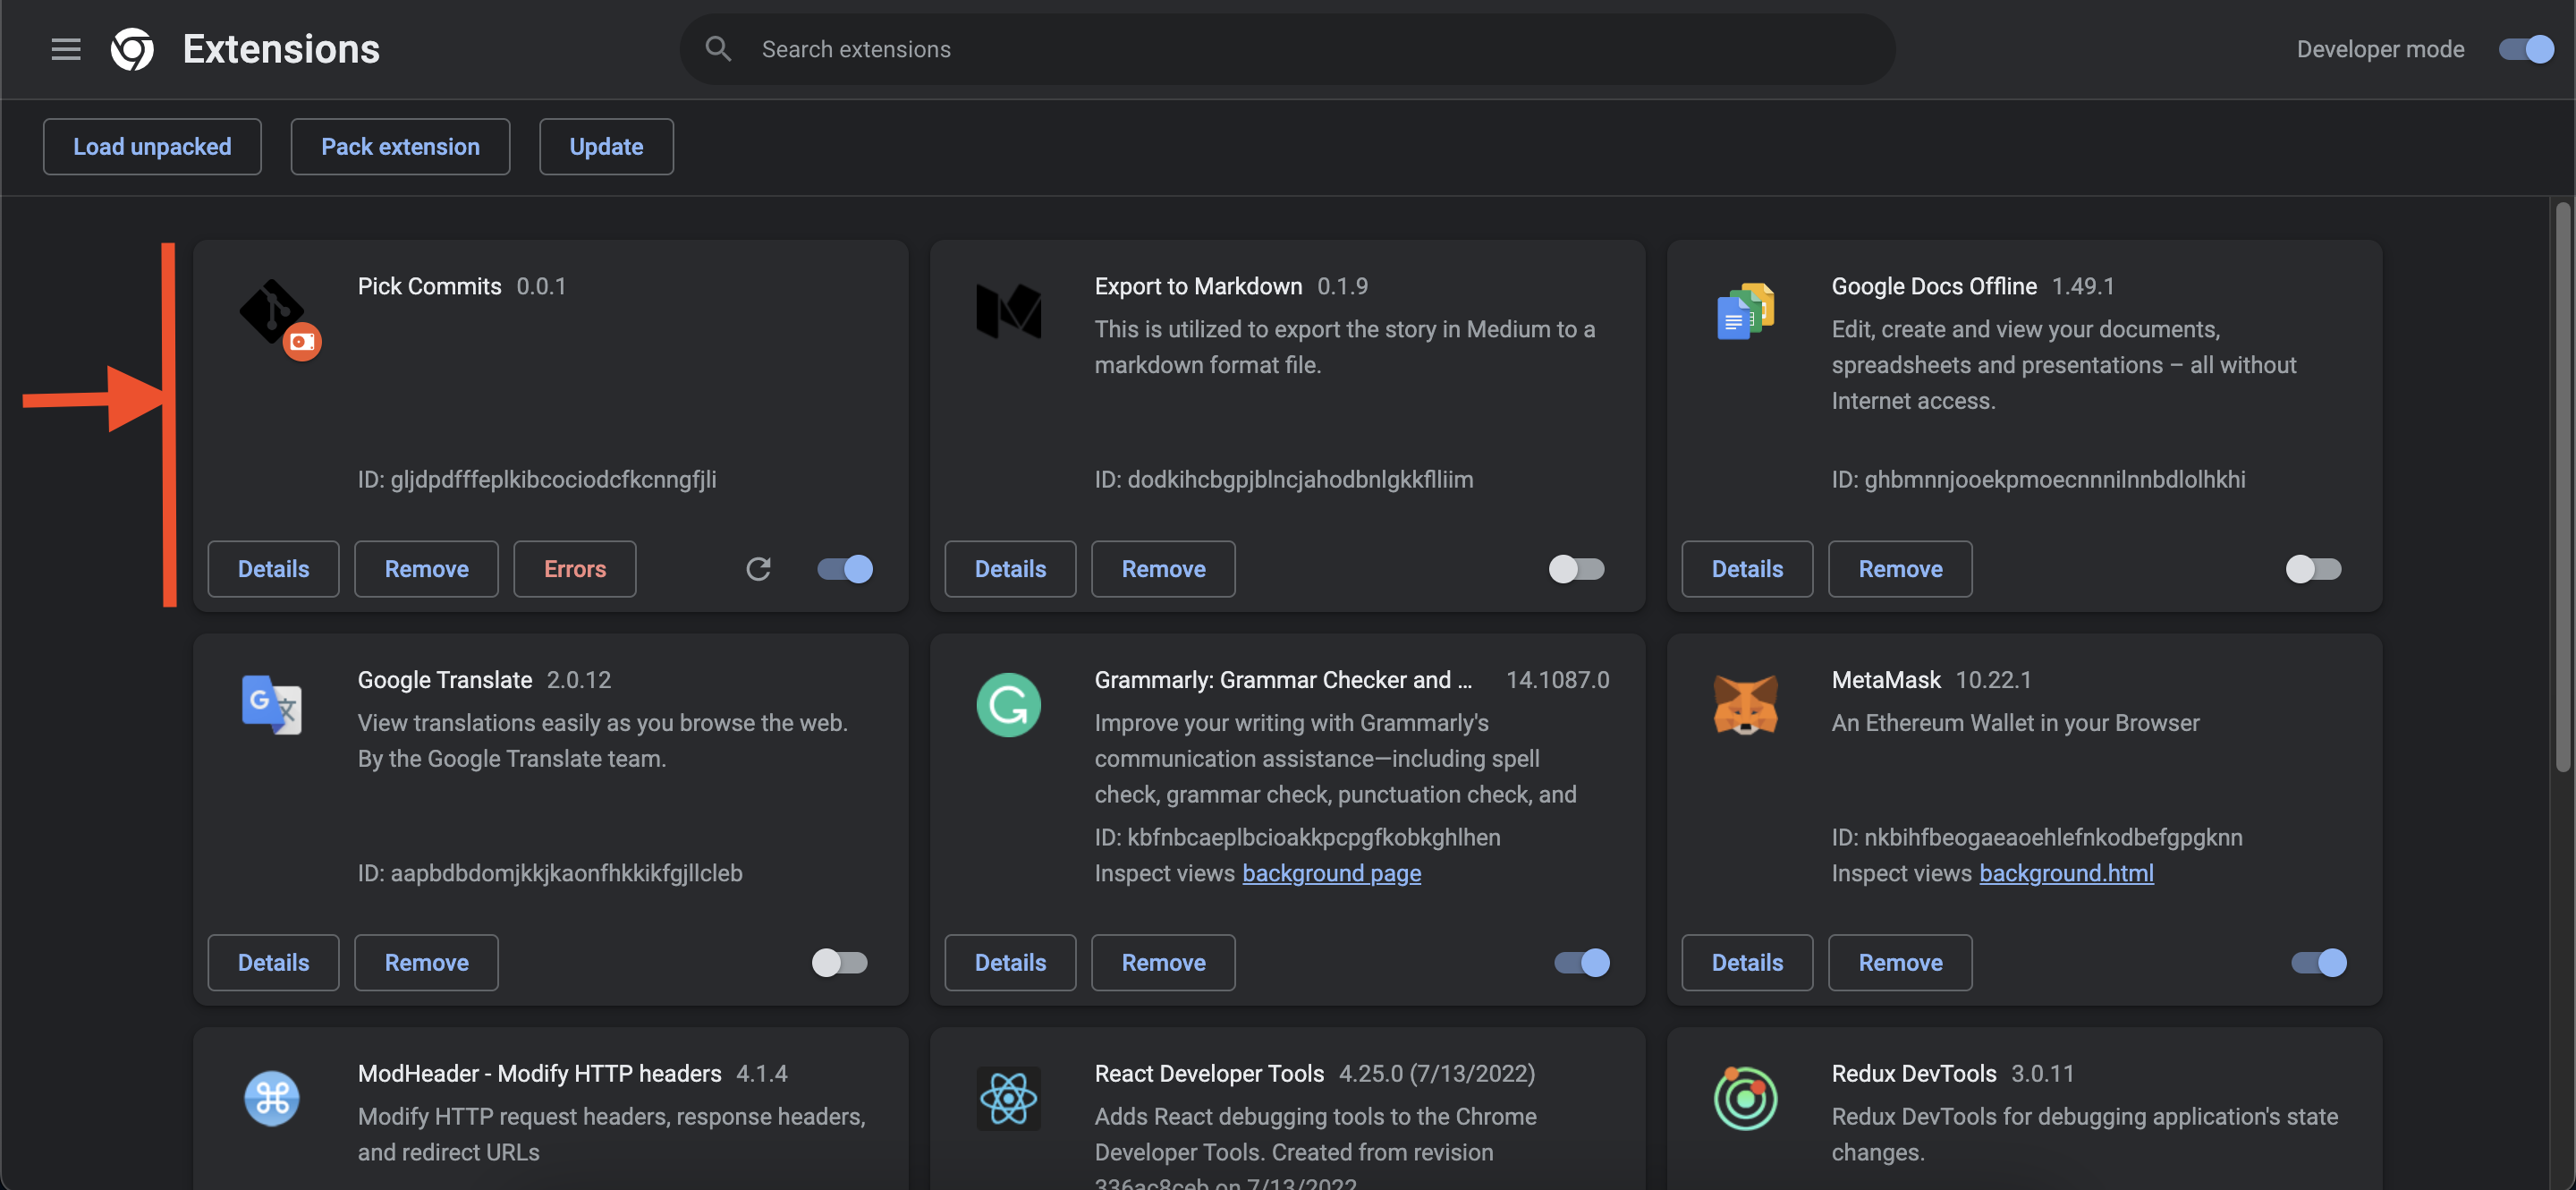 Extensions
Search extensions
Developer mode
Load unpacked
Pack extension
Update
Pick Commits 0.0.1
ID: gljdpdfffeplkibcociodcfkcnngfjli
Details
Remove
Errors
Export to Markdown 0.1.9
This is utilized to export the story in Medium to a
markdown format file.
ID: dodkihcbgpjblncjahodbnlgkkflliim
Details
Remove
Google Docs Offline 1.49.1
Edit, create and view your documents,
spreadsheets and presentations – all without
Internet access.
ID: ghbmnnjooekpmoecnnnilnnbdlolhkhi
Details
Remove
Google Translate 2.0.12
View translations easily as you browse the web.
By the Google Translate team.
ID: aapbdbdomjkkjkaonfhkkikfgjllcleb
Details
Remove
Grammarly: Grammar Checker and ... 14.1087.0
Improve your writing with Grammarly's
communication assistance—including spell
check, grammar check, punctuation check, and
ID: kbfnbcaeplbcioakkpcpgfkobkghlhen
Inspect views background page
Details
Remove
MetaMask 10.22.1
An Ethereum Wallet in your Browser
ID: nkbihfbeogaeaoehlefnkodbefgpgknn
Inspect views background.html
Details
Remove
ModHeader - Modify HTTP headers 4.1.4
Modify HTTP request headers, response headers,
and redirect URLs
React Developer Tools 4.25.0 (7/13/2022)
Adds React debugging tools to the Chrome
Developer Tools. Created from revision
336ac8ceb on 7/13/2022
Redux DevTools 3.0.11
Redux DevTools for debugging application's state
changes.